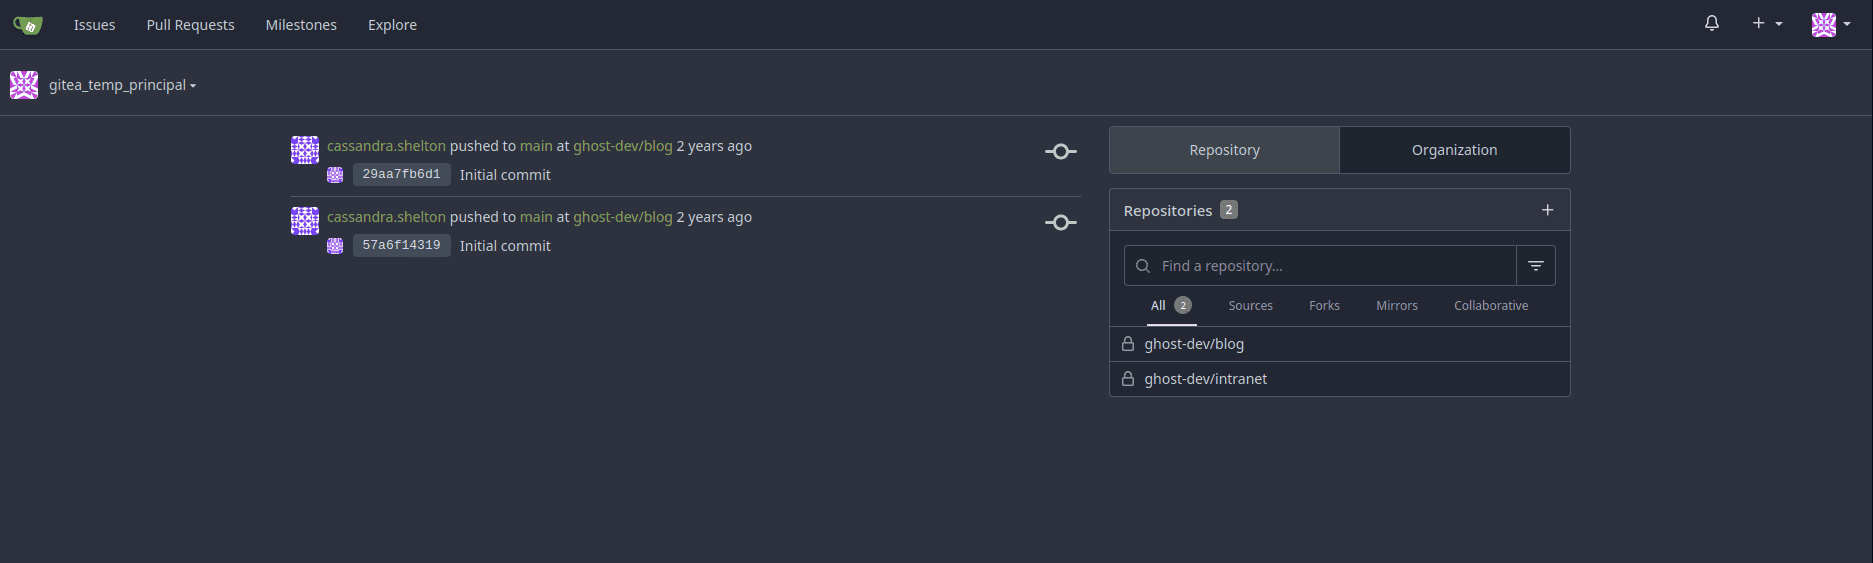 Issues Pull Requests Milestones Explore
gitea_temp_principal
cassandra.shelton pushed to main at ghost-dev/blog 2 years ago
29aa7fb6d1 Initial commit
cassandra.shelton pushed to main at ghost-dev/blog 2 years ago
57a6f14319 Initial commit
Repository Organization
Repositories 2
Find a repository...
All 2 Sources Forks Mirrors Collaborative
ghost-dev/blog
ghost-dev/intranet